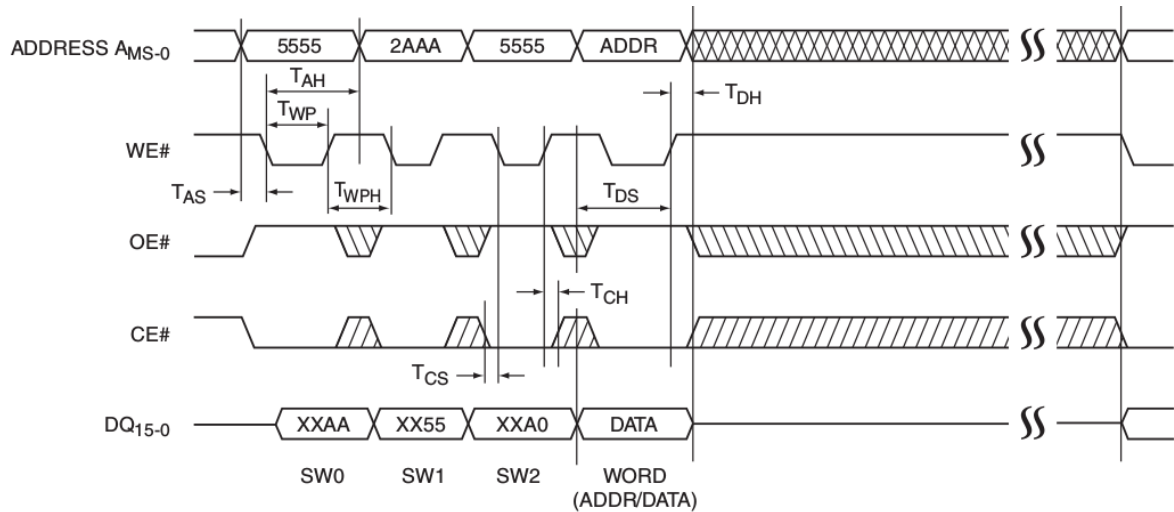 ADDRESS AMS-0 5555 2AAA 5555 ADDR
TAH
TDH
TWP
WE#
TAS
TWPH
TDS
OE#
TCH
CE#
TCS
DQ15-0 XXAA XX55 XXA0 DATA
SW0 SW1 SW2 WORD
(ADDR/DATA)